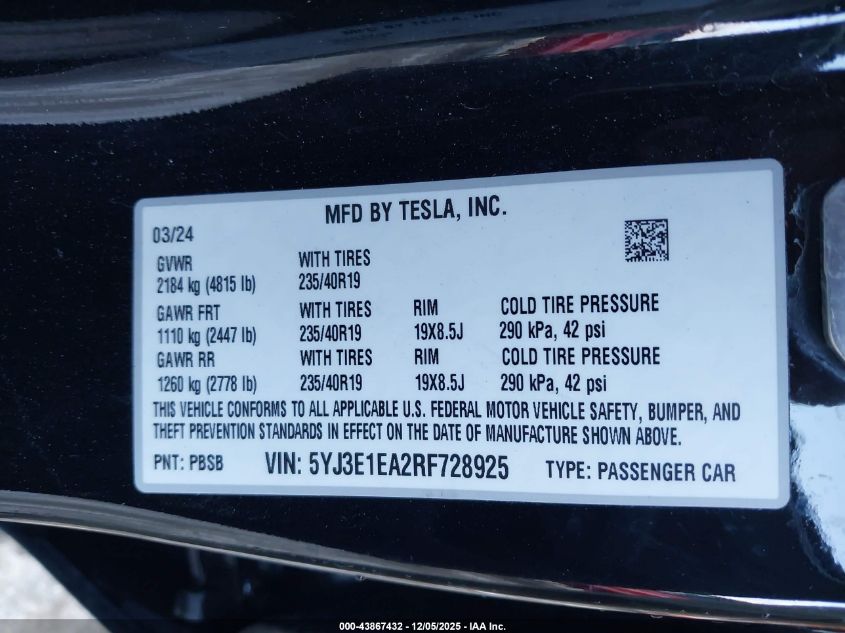 MFD BY TESLA, INC.
MFD BY TESLA, INC.
03/24
GVWR WITH TIRES
2184 kg (4815 lb) 235/40R19
GAWR FRT WITH TIRES RIM COLD TIRE PRESSURE
1110 kg (2447 lb) 235/40R19 19X8.5J 290 kPa, 42 psi
GAWR RR WITH TIRES RIM COLD TIRE PRESSURE
1260 kg (2778 lb) 235/40R19 19X8.5J 290 kPa, 42 psi
THIS VEHICLE CONFORMS TO ALL APPLICABLE U.S. FEDERAL MOTOR VEHICLE SAFETY, BUMPER, AND
THEFT PREVENTION STANDARDS IN EFFECT ON THE DATE OF MANUFACTURE SHOWN ABOVE.
PNT: PBSB VIN: 5YJ3E1EA2RF728925 TYPE: PASSENGER CAR
000-43867432 - 12/05/2025 - IAA Inc.